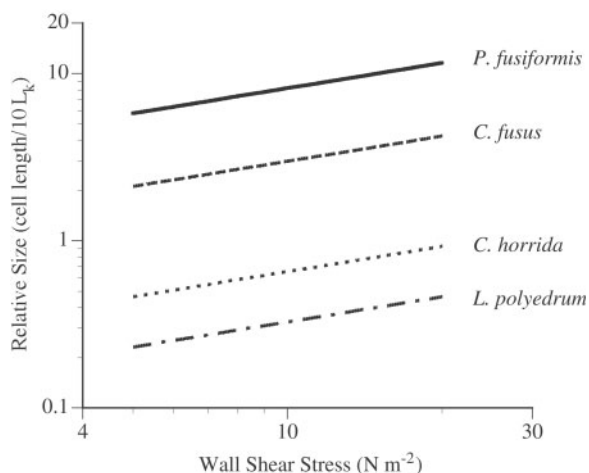 20
10
1
0.1
4
10
30
Relative Size (cell length/10 Lₖ)
Wall Shear Stress (N m⁻²)
P. fusiformis
C. fusus
C. horrida
L. polyedrum